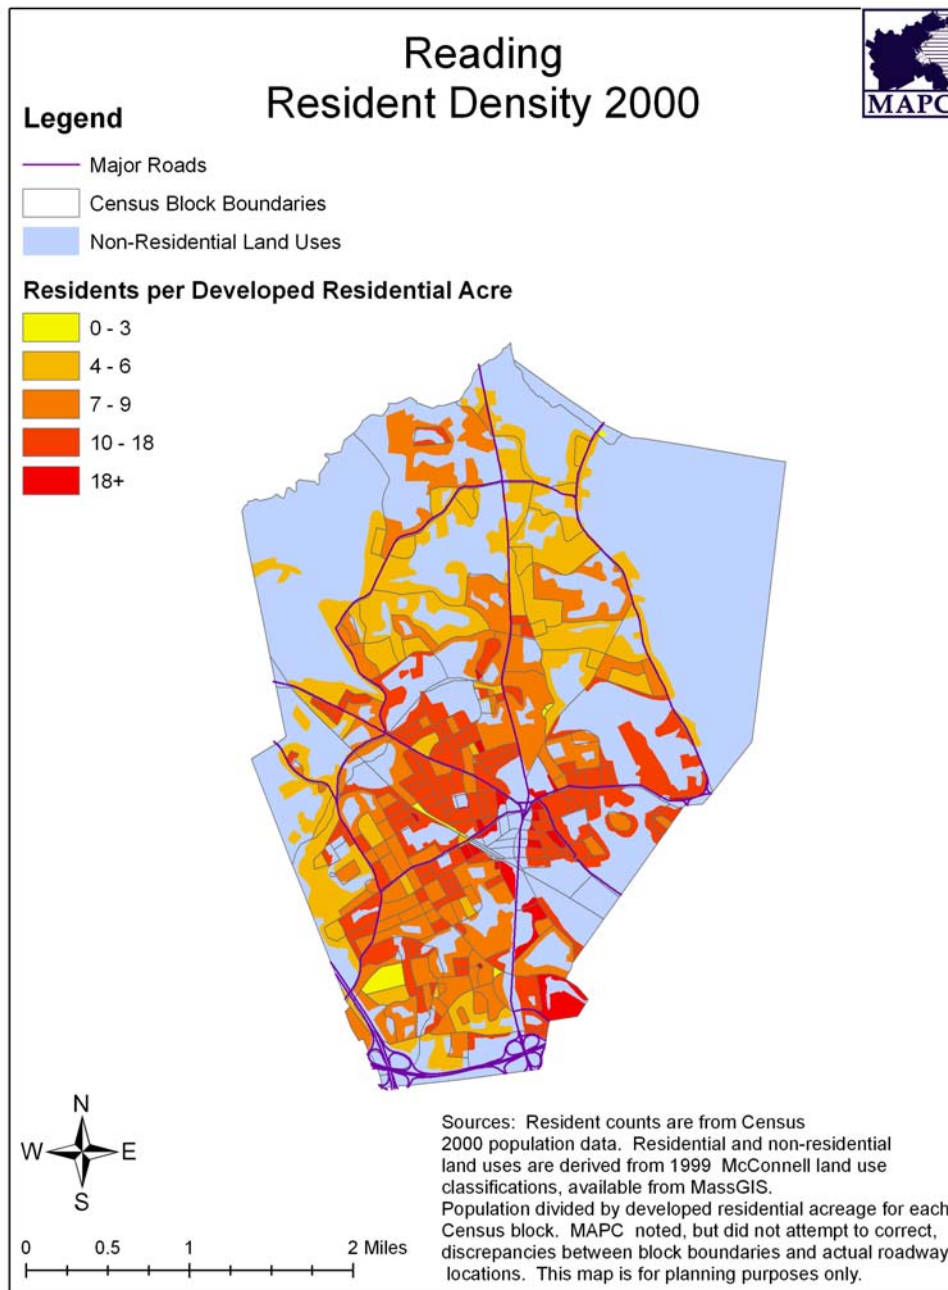 Reading
Resident Density 2000
MAPC
Legend
Major Roads
Census Block Boundaries
Non-Residential Land Uses
Residents per Developed Residential Acre
0 - 3
4 - 6
7 - 9
10 - 18
18+
N
W E
S
0 0.5 1 2 Miles
Sources: Resident counts are from Census
2000 population data. Residential and non-residential
land uses are derived from 1999 McConnell land use
classifications, available from MassGIS.
Population divided by developed residential acreage for each
Census block. MAPC noted, but did not attempt to correct,
discrepancies between block boundaries and actual roadway
locations. This map is for planning purposes only.